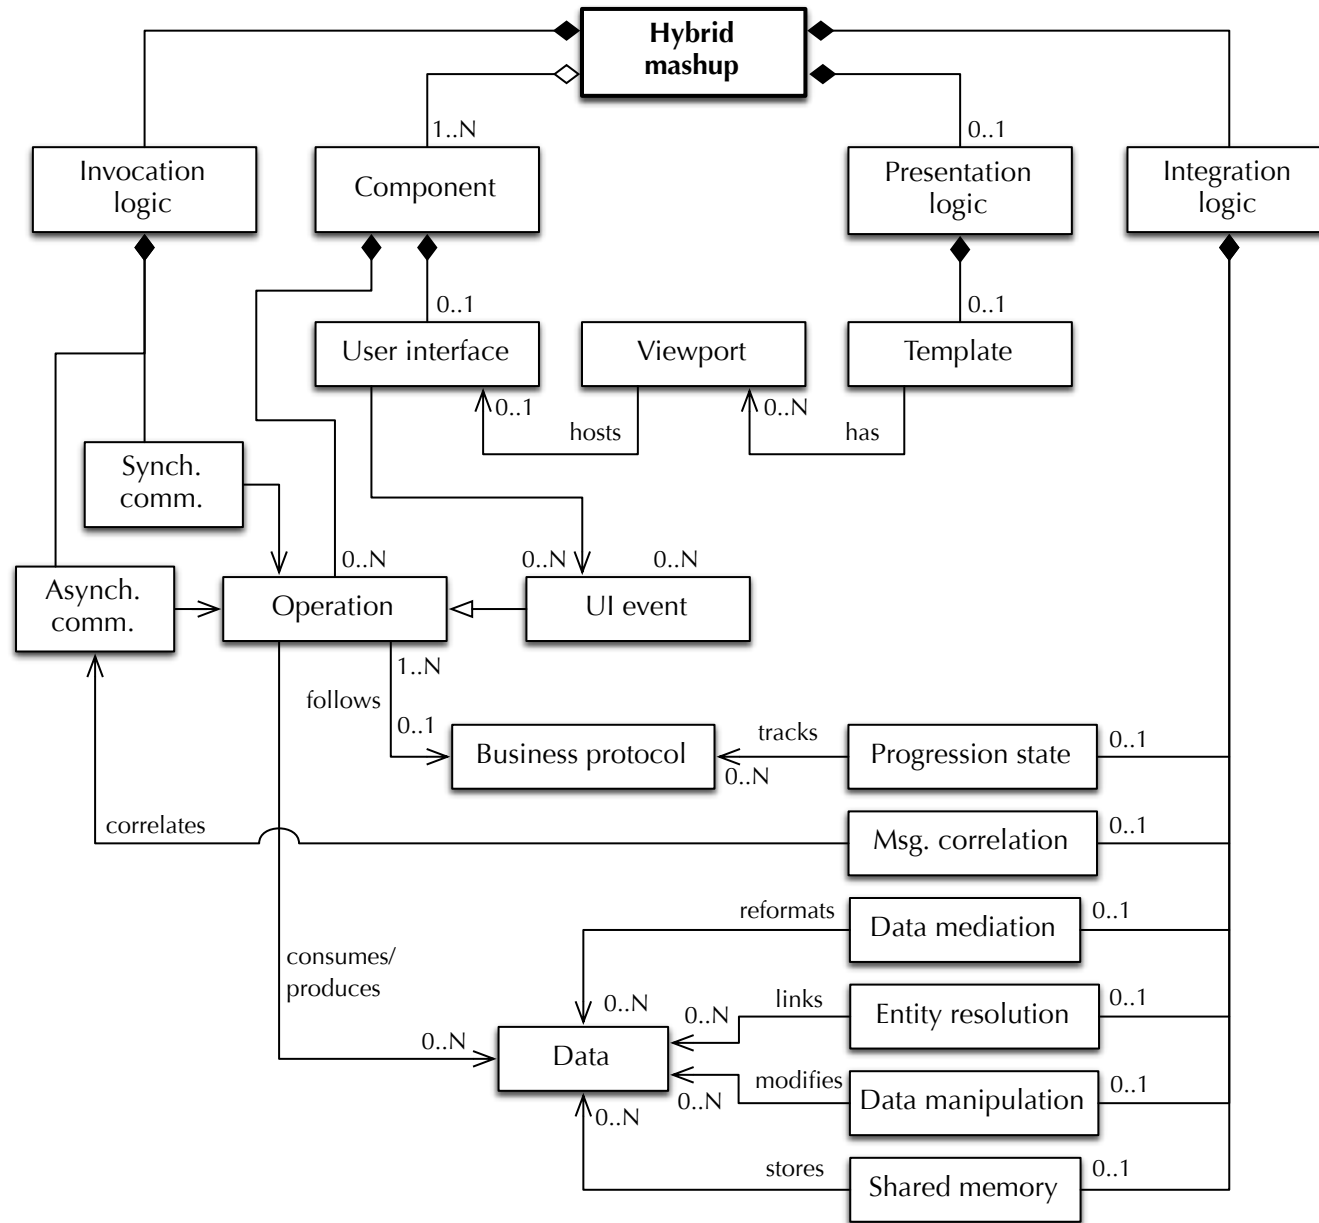 Hybrid
mashup
1..N
0..1
Invocation
logic
Component
Presentation
logic
Integration
logic
0..1
0..1
User interface
Viewport
Template
0..1
hosts
0..N
has
Synch.
comm.
0..N
0..N
0..N
Asynch.
comm.
Operation
UI event
1..N
follows
0..1
Business protocol
tracks
0..N
Progression state
0..1
correlates
Msg. correlation
0..1
reformats
Data mediation
0..1
consumes/
produces
0..N
links
0..N
Entity resolution
0..1
0..N
Data
modifies
0..N
Data manipulation
0..1
0..N
stores
Shared memory
0..1